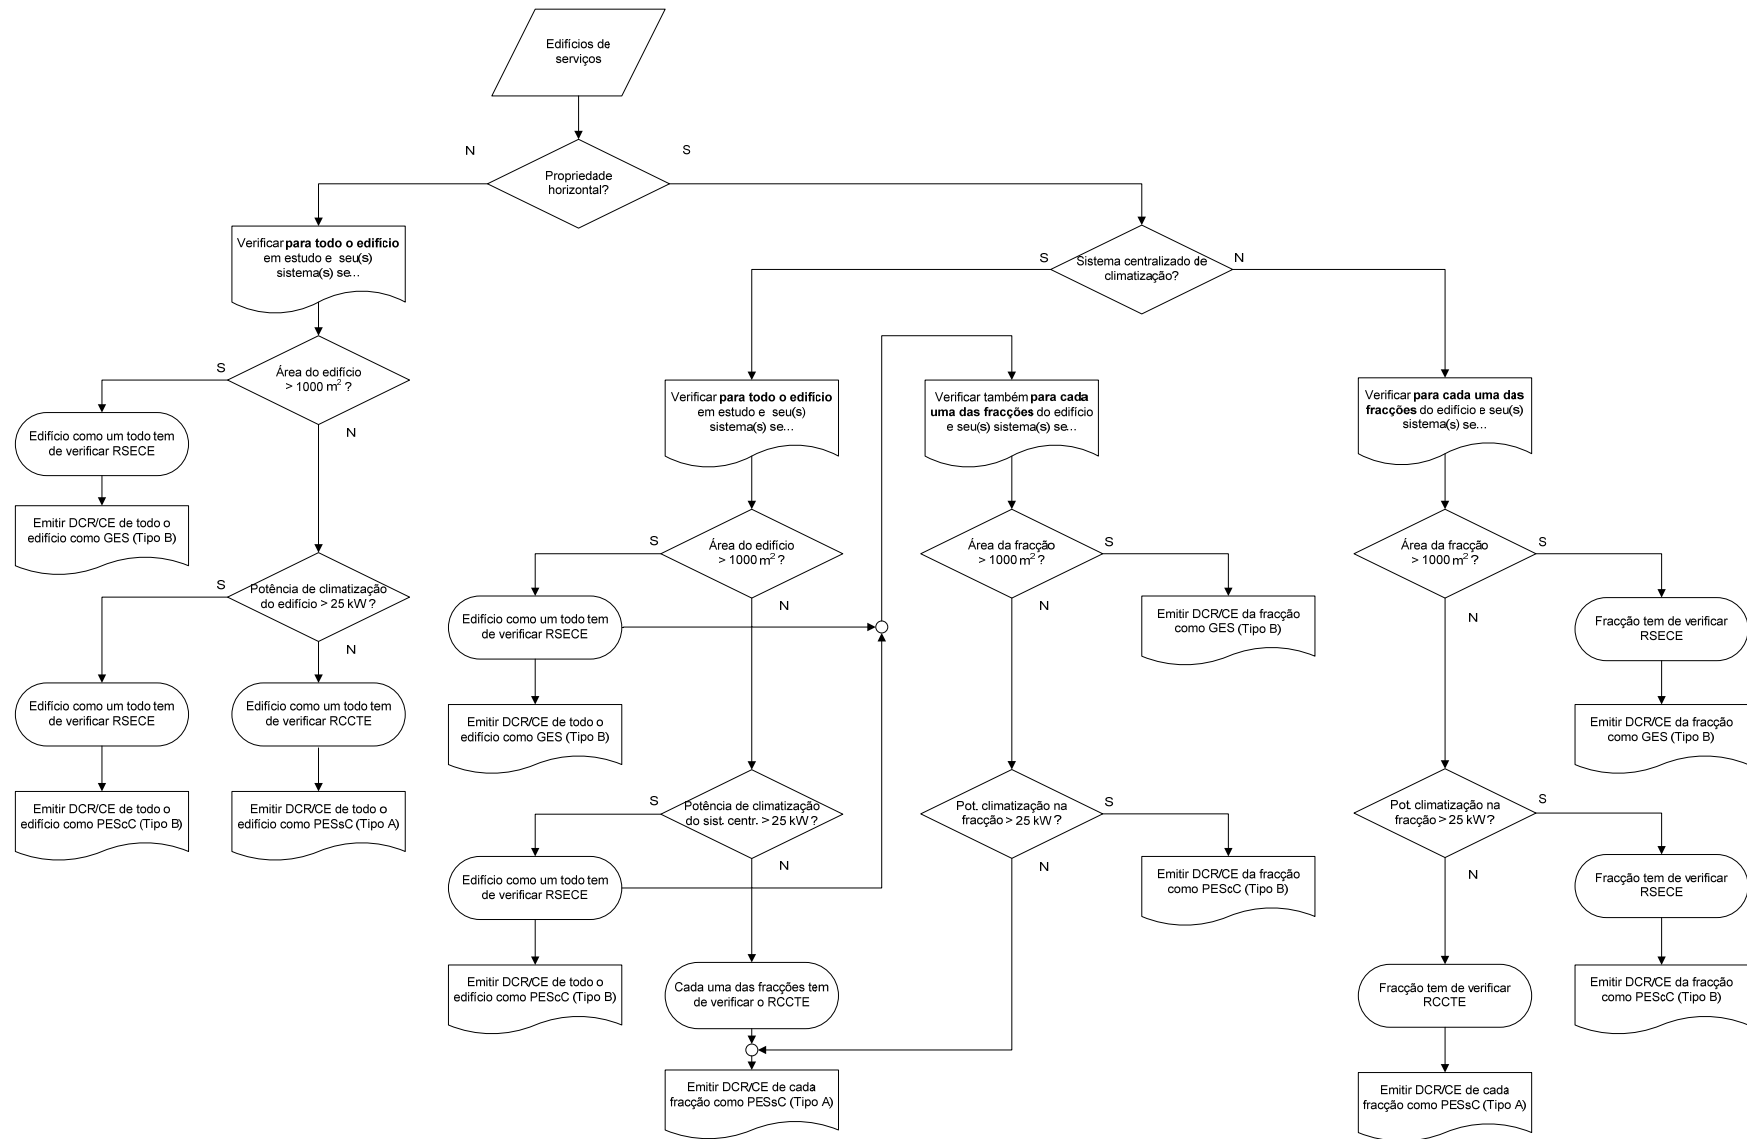 Edifícios de
serviços
N
S
Propriedade
horizontal?
Verificar para todo o edifício
em estudo e seu(s)
sistema(s) se...
S
Sistema centralizado de
climatização?
N
S
Área do edifício
> 1000 m² ?
N
Edifício como um todo tem
de verificar RSECE
Emitir DCR/CE de todo o
edifício como GES (Tipo B)
S
Potência de climatização
do edifício > 25 kW ?
N
Edifício como um todo tem
de verificar RSECE
Edifício como um todo tem
de verificar RCCTE
Emitir DCR/CE de todo o
edifício como PEScC (Tipo B)
Emitir DCR/CE de todo o
edifício como PESsC (Tipo A)
Verificar para todo o edifício
em estudo e seu(s)
sistema(s) se...
S
Área do edifício
> 1000 m² ?
N
Edifício como um todo tem
de verificar RSECE
Emitir DCR/CE de todo o
edifício como GES (Tipo B)
S
Potência de climatização
do sist. centr. > 25 kW ?
N
Edifício como um todo tem
de verificar RSECE
Emitir DCR/CE de todo o
edifício como PEScC (Tipo B)
Cada uma das fracções tem
de verificar o RCCTE
Emitir DCR/CE de cada
fracção como PESsC (Tipo A)
Verificar também para cada
uma das fracções do edifício
e seu(s) sistema(s) se...
Área da fracção
> 1000 m² ?
S
N
Emitir DCR/CE da fracção
como GES (Tipo B)
Pot. climatização na
fracção > 25 kW ?
S
N
Emitir DCR/CE da fracção
como PEScC (Tipo B)
Verificar para cada uma das
fracções do edifício e seu(s)
sistema(s) se...
Área da fracção
> 1000 m² ?
S
N
Fracção tem de verificar
RSECE
Emitir DCR/CE da fracção
como GES (Tipo B)
Pot. climatização na
fracção > 25 kW ?
S
N
Fracção tem de verificar
RSECE
Emitir DCR/CE da fracção
como PEScC (Tipo B)
Fracção tem de verificar
RCCTE
Emitir DCR/CE de cada
fracção como PESsC (Tipo A)